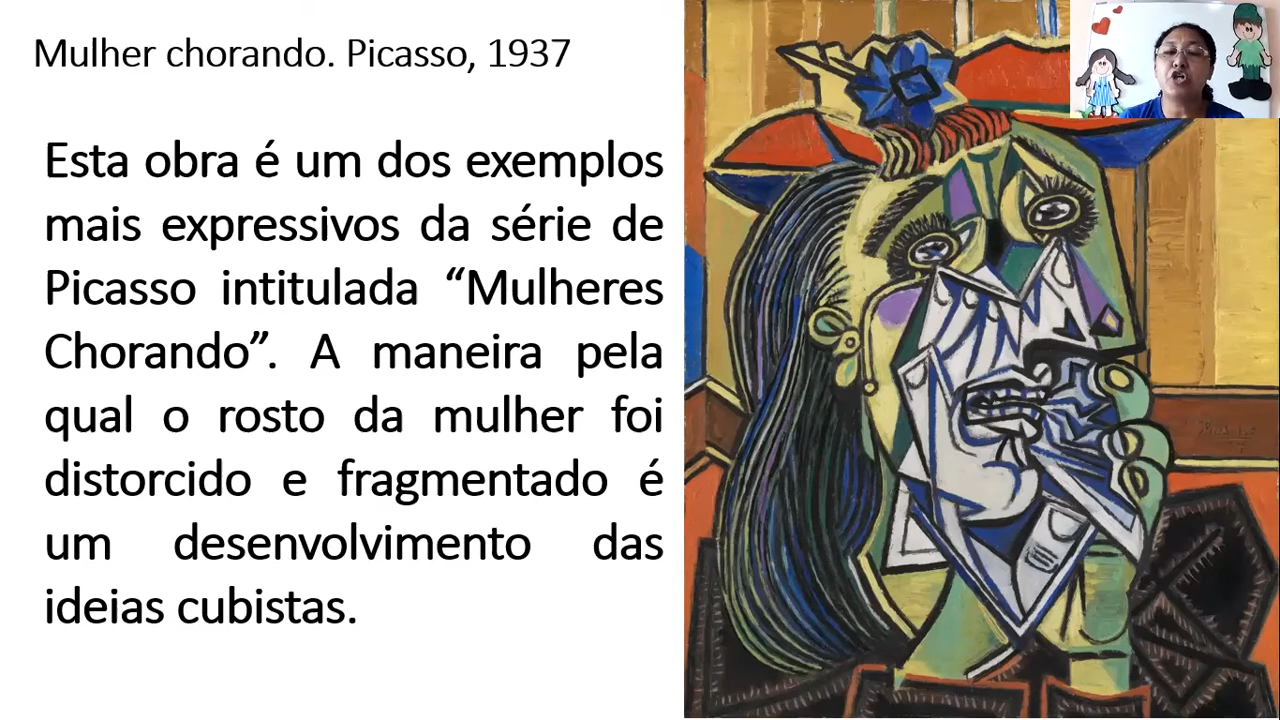 Mulher chorando. Picasso, 1937
Esta obra é um dos exemplos
mais expressivos da série de
Picasso intitulada “Mulheres
Chorando”. A maneira pela
qual o rosto da mulher foi
distorcido e fragmentado é
um desenvolvimento das
ideias cubistas.